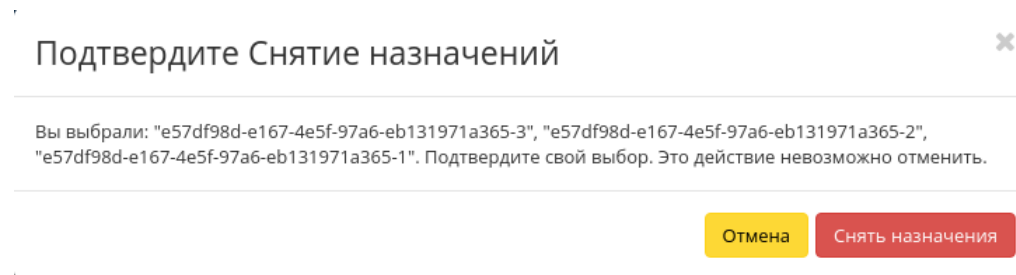 Подтвердите Снятие назначений
Вы выбрали: "e57df98d-e167-4e5f-97a6-eb131971a365-3", "e57df98d-e167-4e5f-97a6-eb131971a365-2",
"e57df98d-e167-4e5f-97a6-eb131971a365-1". Подтвердите свой выбор. Это действие невозможно отменить.
Отмена
Снять назначения